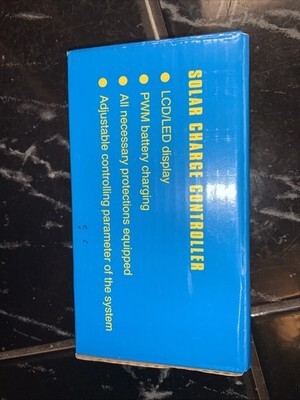 SOLAR CHARGE CONTROLLER
LCD/LED display
PWM battery charging
All necessary protections equipped
Adjustable controlling parameter of the system